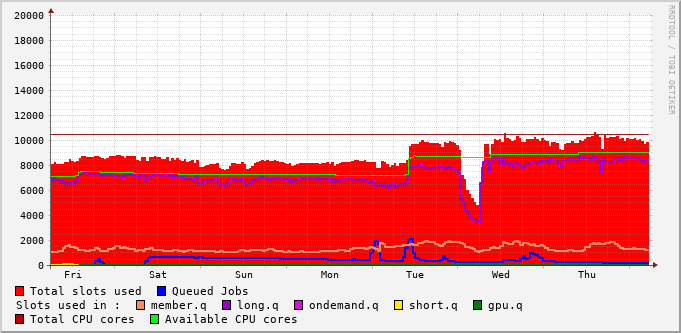 20000
18000
16000
14000
12000
10000
8000
6000
4000
2000
0
Fri Sat Sun Mon Tue Wed Thu
Total slots used Queued Jobs
Slots used in : member.q long.q ondemand.q short.q gpu.q
Total CPU cores Available CPU cores
RRDTOOL / TOBI OETIKER